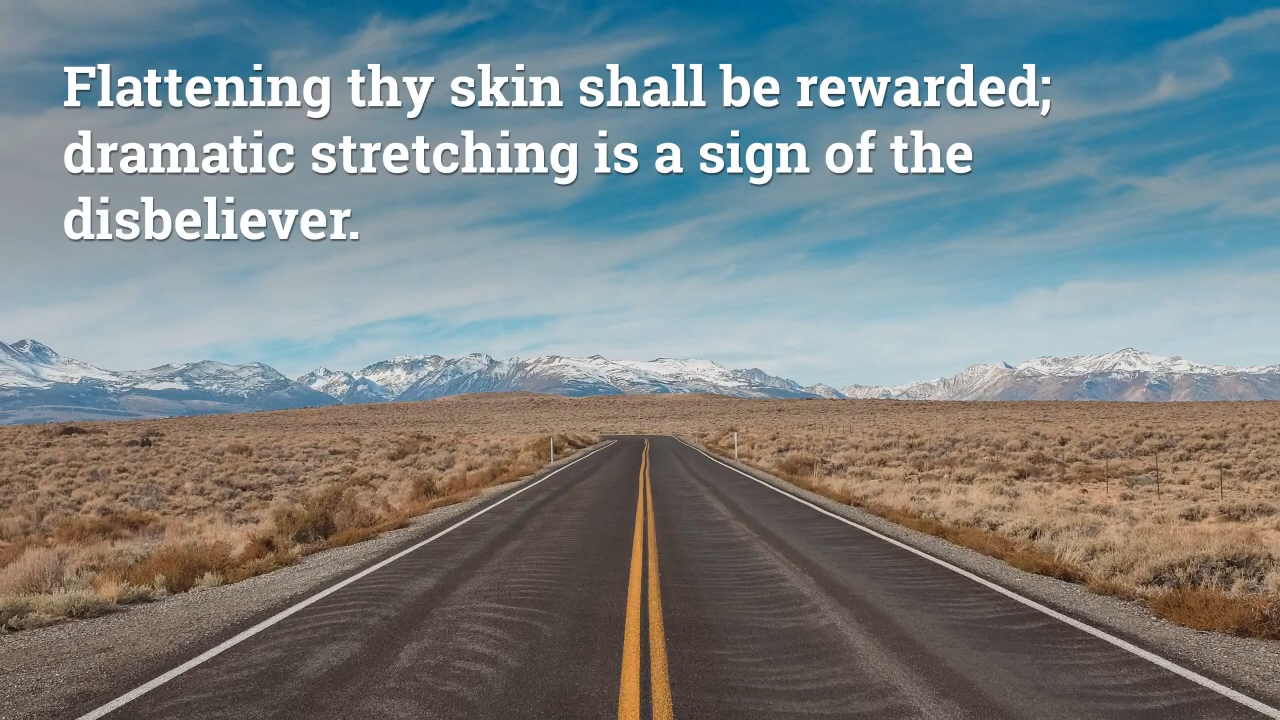 Flattening thy skin shall be rewarded;
dramatic stretching is a sign of the
disbeliever.